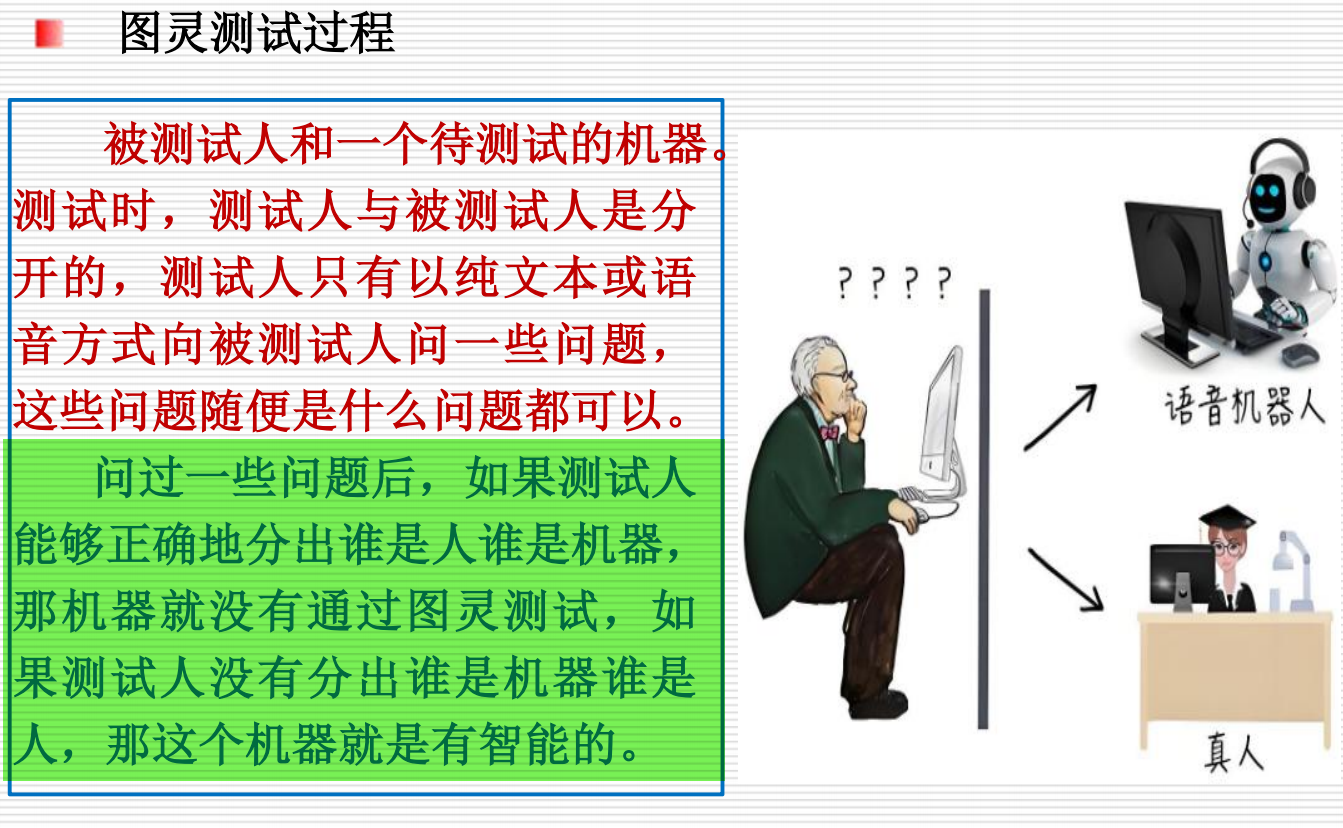 图灵测试过程
被测试人和一个待测试的机器。
测试时，测试人与被测试人是分
开的，测试人只有以纯文本或语
音方式向被测试人问一些问题，
这些问题随便是什么问题都可以。
问过一些问题后，如果测试人
能够正确地分出谁是人谁是机器，
那机器就没有通过图灵测试，如
果测试人没有分出谁是机器谁是
人，那这个机器就是有智能的。
? ? ? ?
语音机器人
真人